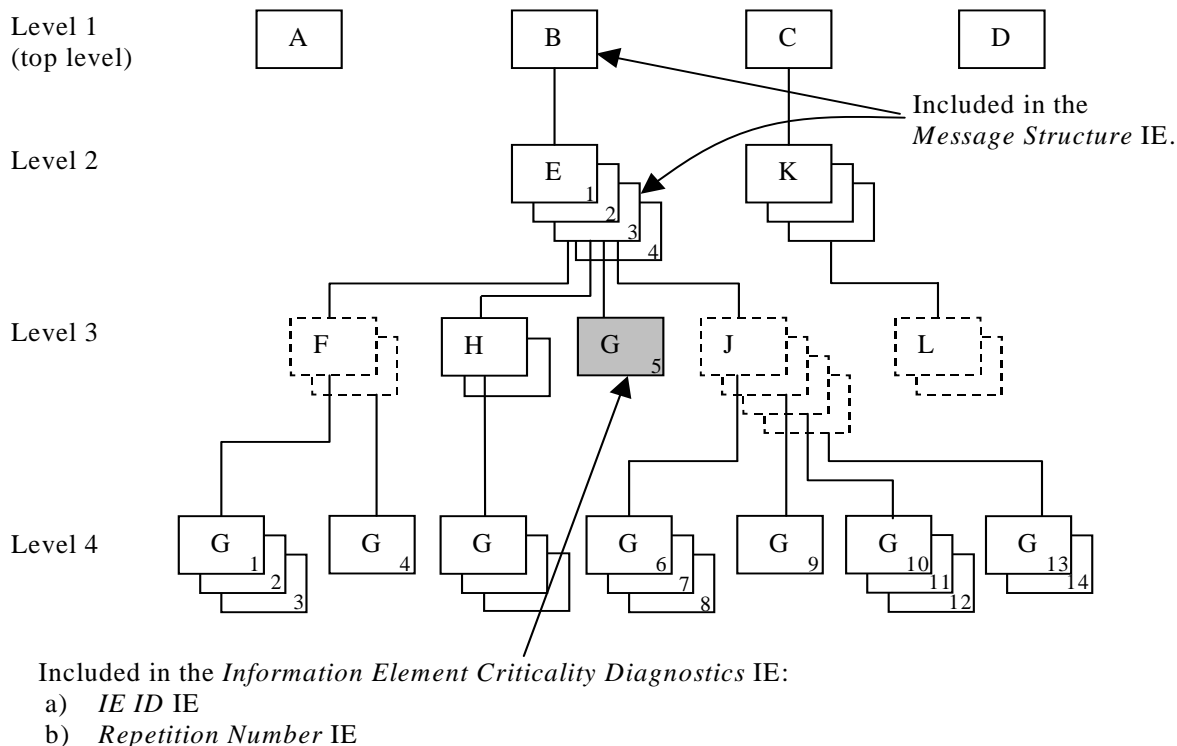 Level 1
(top level)
A
B
C
D
Included in the
Message Structure IE.
Level 2
E
1
2
3
4
K
Level 3
F
H
G
5
J
L
Level 4
G
1
2
3
G
4
G
G
6
7
8
G
9
G
10
11
12
G
13
14
Included in the Information Element Criticality Diagnostics IE:
a) IE ID IE
b) Repetition Number IE